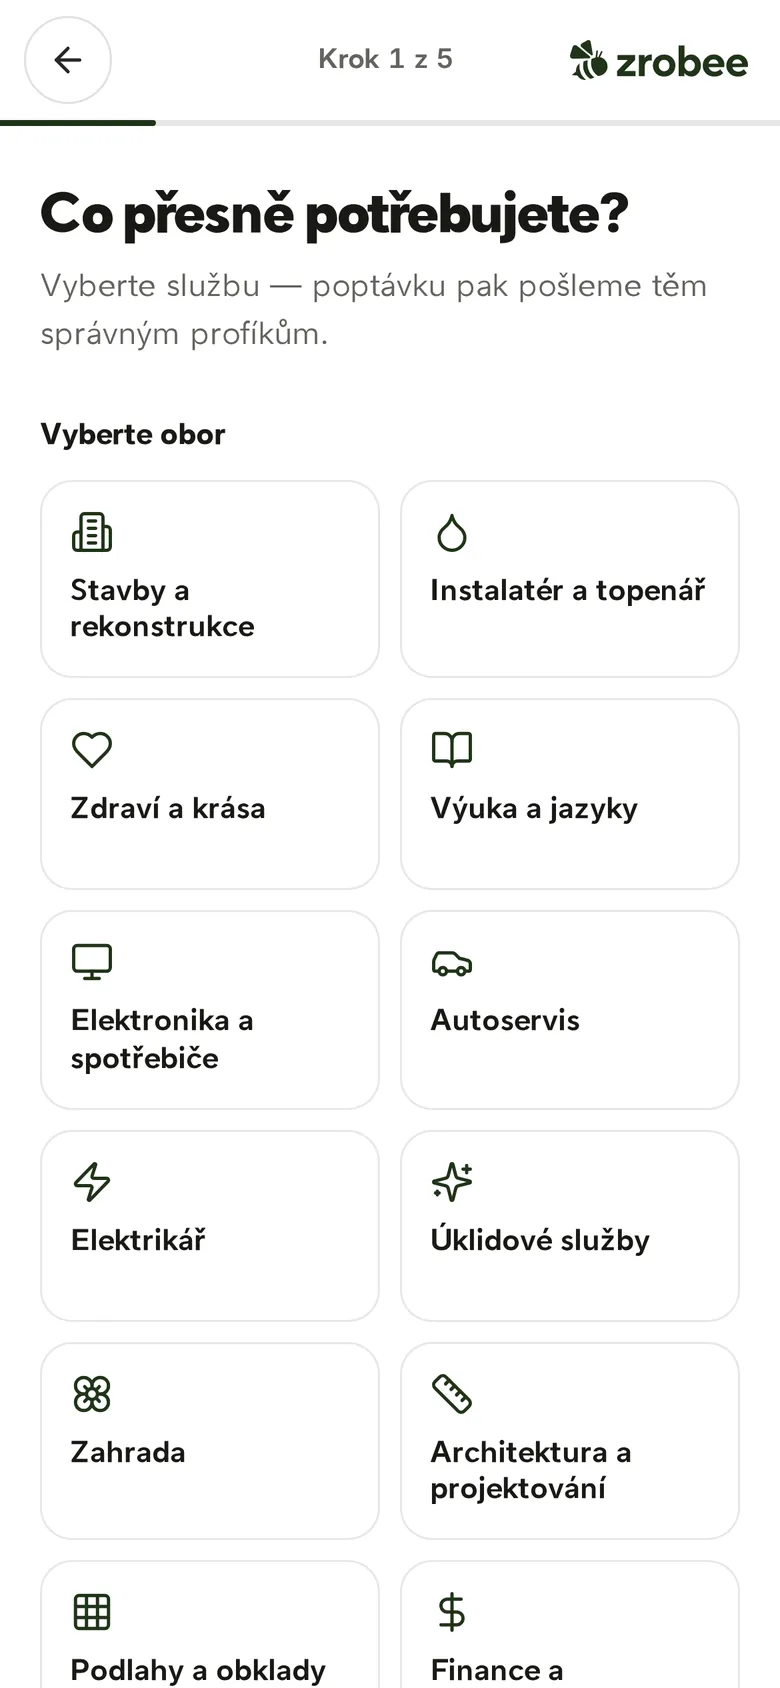 Krok 1 z 5
zrobee
Co přesně potřebujete?
Vyberte službu — poptávku pak pošleme těm
správným profíkům.
Vyberte obor
Stavby a
rekonstrukce
Instalatér a topenář
Zdraví a krása
Výuka a jazyky
Elektronika a
spotřebiče
Autoservis
Elektrikář
Úklidové služby
Zahrada
Architektura a
projektování
Podlahy a obklady
Finance a